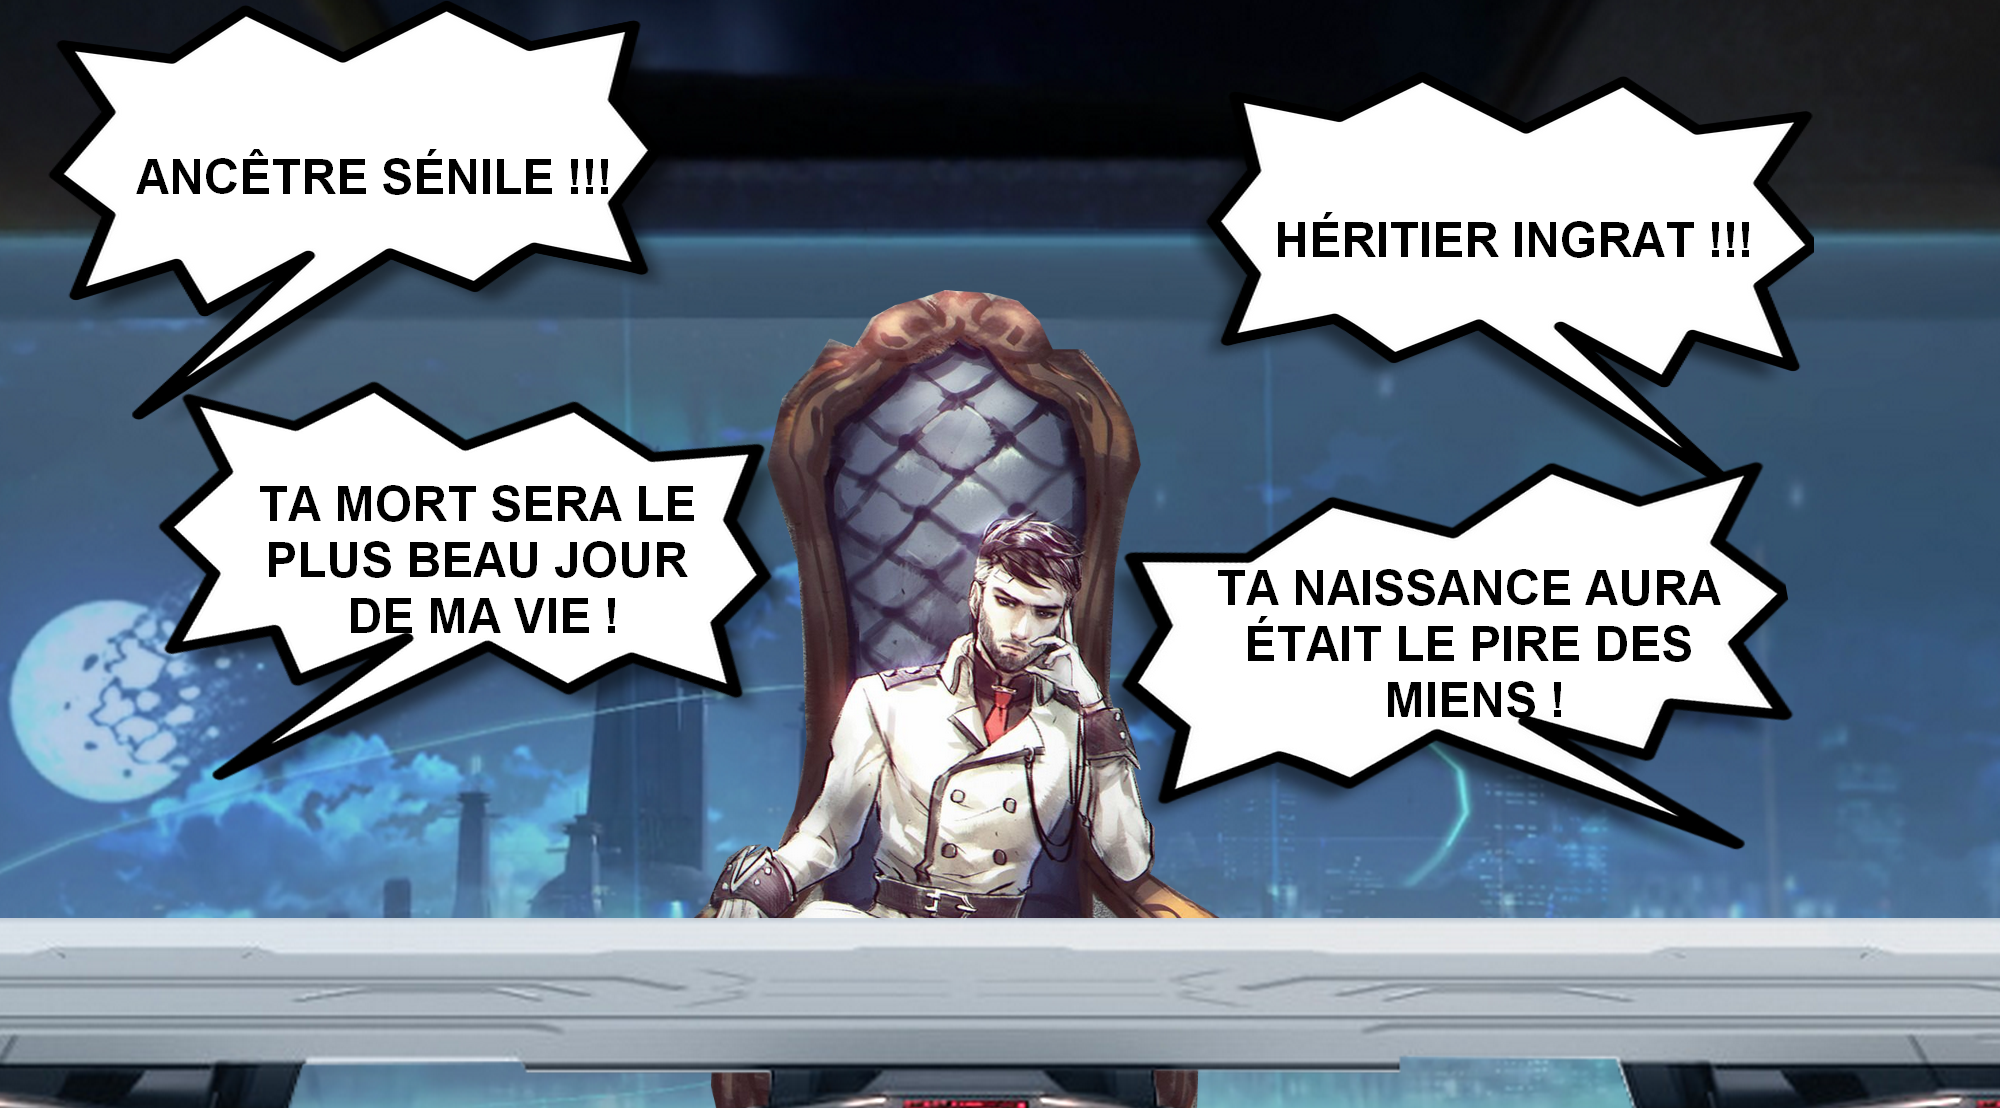 ANCÊTRE SÉNILE !!!
HÉRITIER INGRAT !!!
TA MORT SERA LE
PLUS BEAU JOUR
DE MA VIE !
TA NAISSANCE AURA
ÉTAIT LE PIRE DES
MIENS !